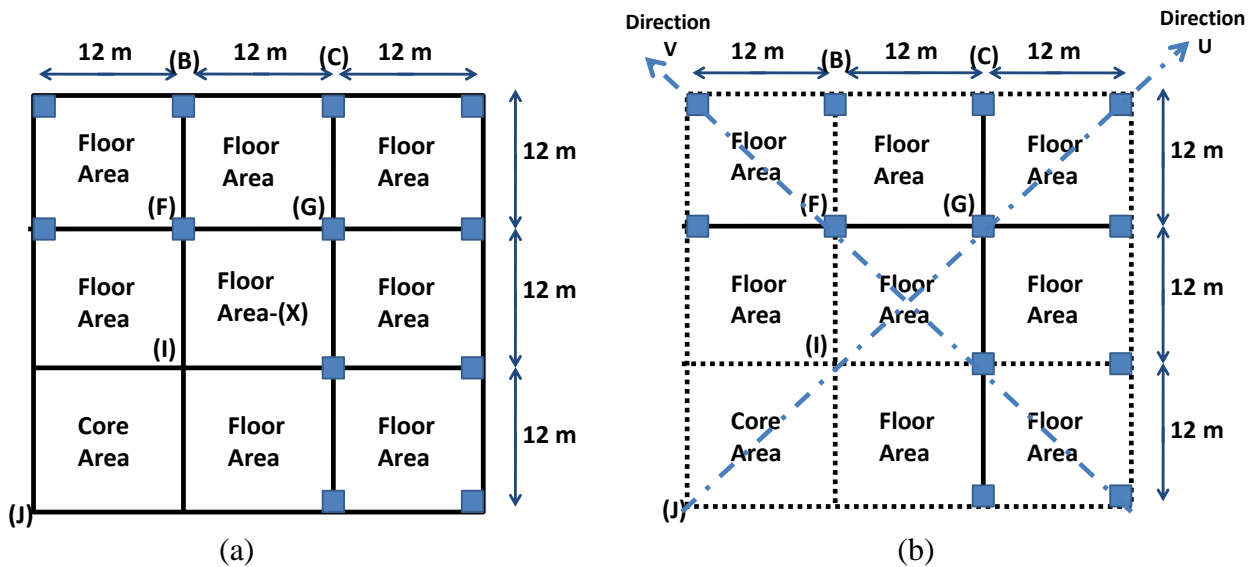 12 m
(B)
12 m
(C)
12 m
Floor
Area
Floor
Area
Floor
Area
12 m
(F)
(G)
Floor
Area
Floor
Area-(X)
Floor
Area
12 m
(I)
Core
Area
Floor
Area
Floor
Area
12 m
(J)
(a)
Direction
V
Direction
U
12 m
(B)
12 m
(C)
12 m
Floor
Area
Floor
Area
Floor
Area
12 m
(F)
(G)
Floor
Area
Floor
Area
Floor
Area
12 m
(I)
Core
Area
Floor
Area
Floor
Area
12 m
(J)
(b)